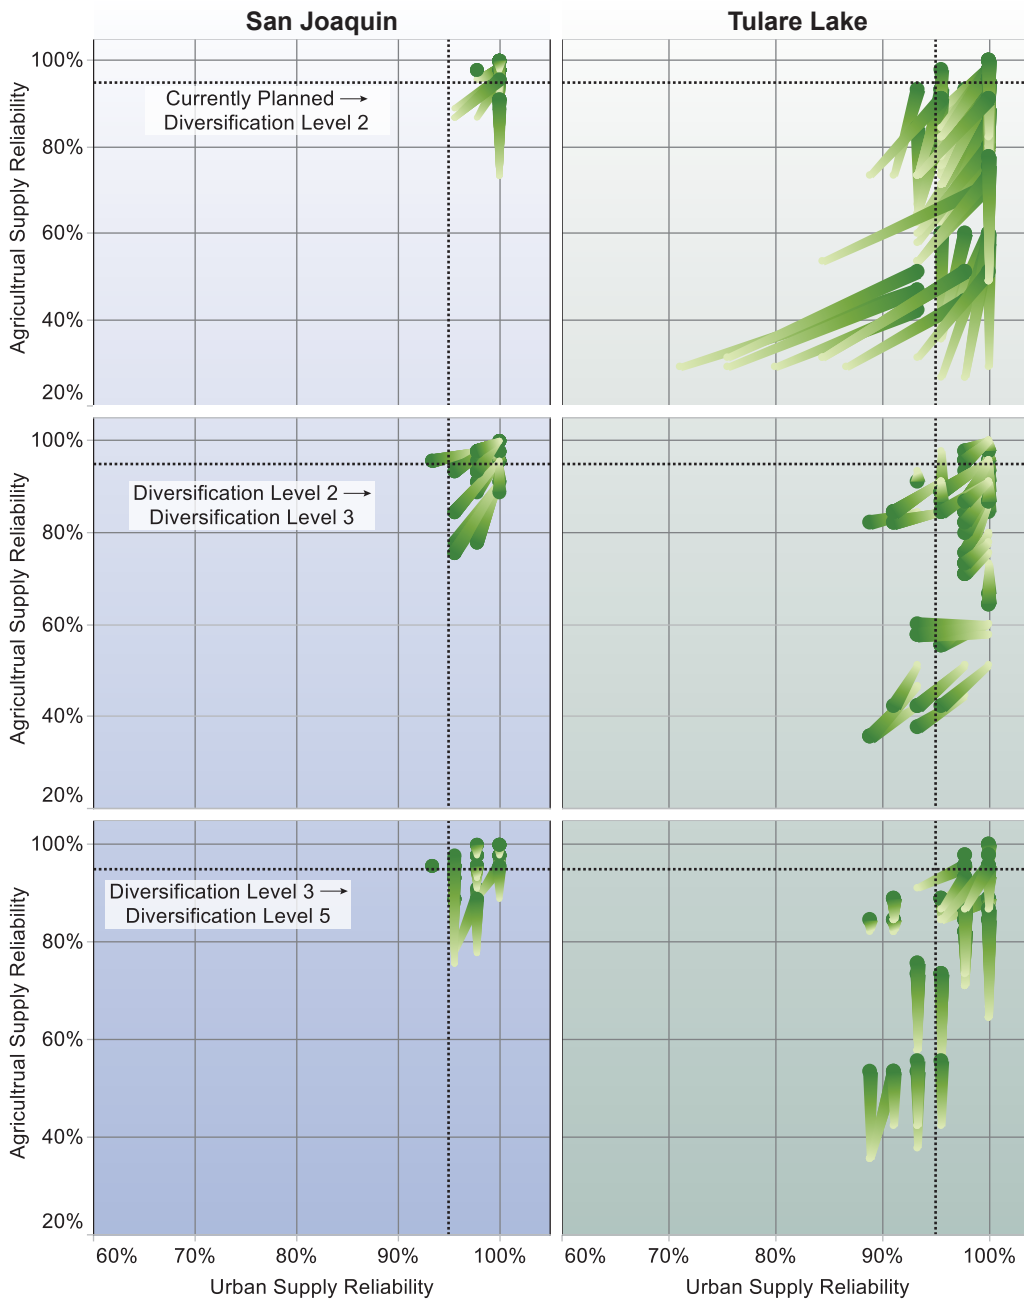 San Joaquin
Tulare Lake
Agricultrual Supply Reliability
100%
80%
60%
40%
20%
Currently Planned →
Diversification Level 2
Agricultrual Supply Reliability
100%
80%
60%
40%
20%
Diversification Level 2 →
Diversification Level 3
Agricultrual Supply Reliability
100%
80%
60%
40%
20%
Diversification Level 3 →
Diversification Level 5
60% 70% 80% 90% 100%
60% 70% 80% 90% 100%
Urban Supply Reliability
Urban Supply Reliability